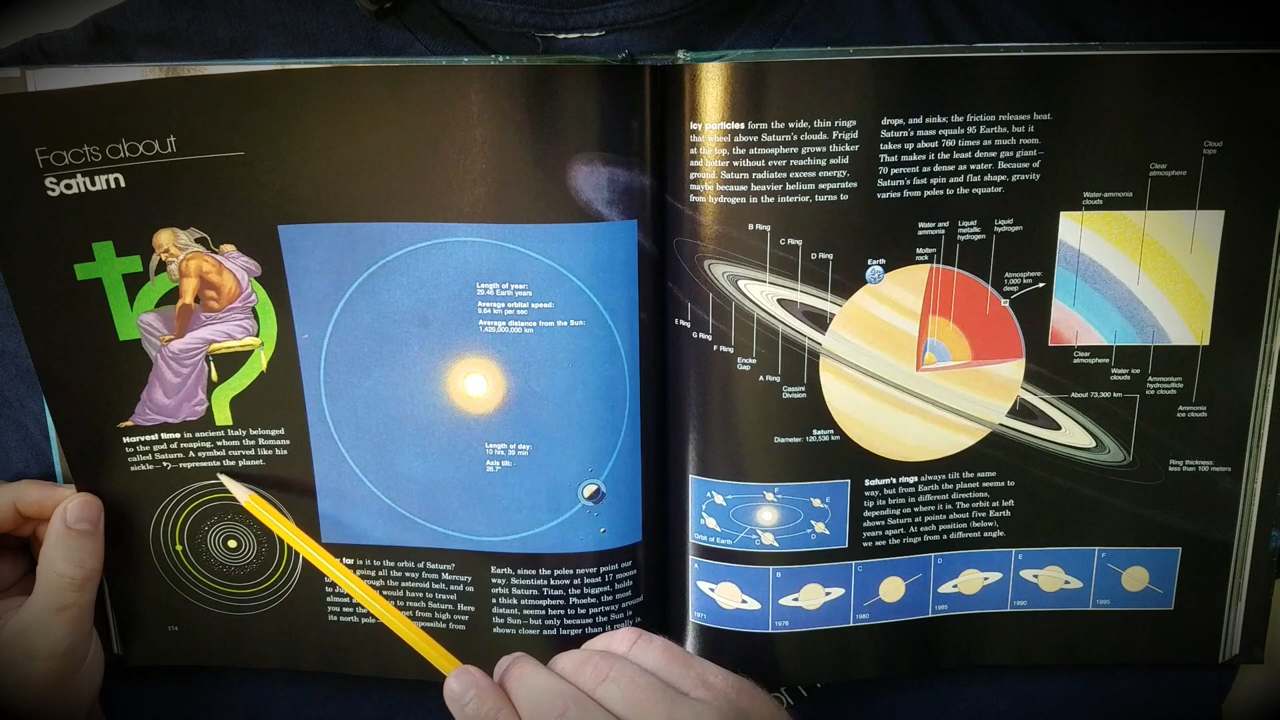 Facts about
Saturn
Harvest time in ancient Italy belonged
to the god of reaping, whom the Romans
called Saturn. A symbol curved like his
sickle— —represents the planet.
Length of year:
29.46 Earth years
Average orbital speed:
9.64 km per sec
Average distance from the Sun:
1,429,000,000 km
Length of day:
10 hrs, 39 min
Axis tilt:
26.7°
far is it to the orbit of Saturn?
going all the way from Mercury
through the asteroid belt, and on
to would have to travel
almost to reach Saturn. Here
you see the from high over
its north pole— impossible from
Earth, since the poles never point our
way. Scientists know at least 17 moons
orbit Saturn. Titan, the biggest, holds
a thick atmosphere. Phoebe, the most
distant, seems to be partway around
the Sun—but only because the Sun is
shown closer and larger than it really is.
174
Icy particles form the wide, thin rings
that wheel above Saturn's clouds. Frigid
at the top, the atmosphere grows thicker
and hotter without ever reaching solid
ground. Saturn radiates excess energy,
maybe because heavier helium separates
from hydrogen in the interior, turns to
drops, and sinks; the friction releases heat.
Saturn's mass equals 95 Earths, but it
takes up about 760 times as much room.
That makes it the least dense gas giant—
70 percent as dense as water. Because of
Saturn's fast spin and flat shape, gravity
varies from poles to the equator.
B Ring
C Ring
D Ring
E Ring
G Ring
F Ring
Encke
Gap
A Ring
Cassini
Division
Earth
Water and
ammonia
Molten
rock
Liquid
metallic
hydrogen
Liquid
hydrogen
Atmosphere:
1,000 km
deep
Water-ammonia
clouds
Clear
atmosphere
Cloud
tops
Clear
atmosphere
Water ice
clouds
Ammonium
hydrosulfide
ice clouds
Ammonia
ice clouds
About 73,300 km
Saturn
Diameter: 120,536 km
Ring thickness:
less than 100 meters
Saturn's rings always tilt the same
way, but from Earth the planet seems to
tip its brim in different directions,
depending on where it is. The orbit at left
shows Saturn at points about five Earth
years apart. At each position (below),
we see the rings from a different angle.
A
F
E
B
C
D
Orbit of Earth
A
1971
B
1976
C
1980
D
1985
E
1990
F
1995